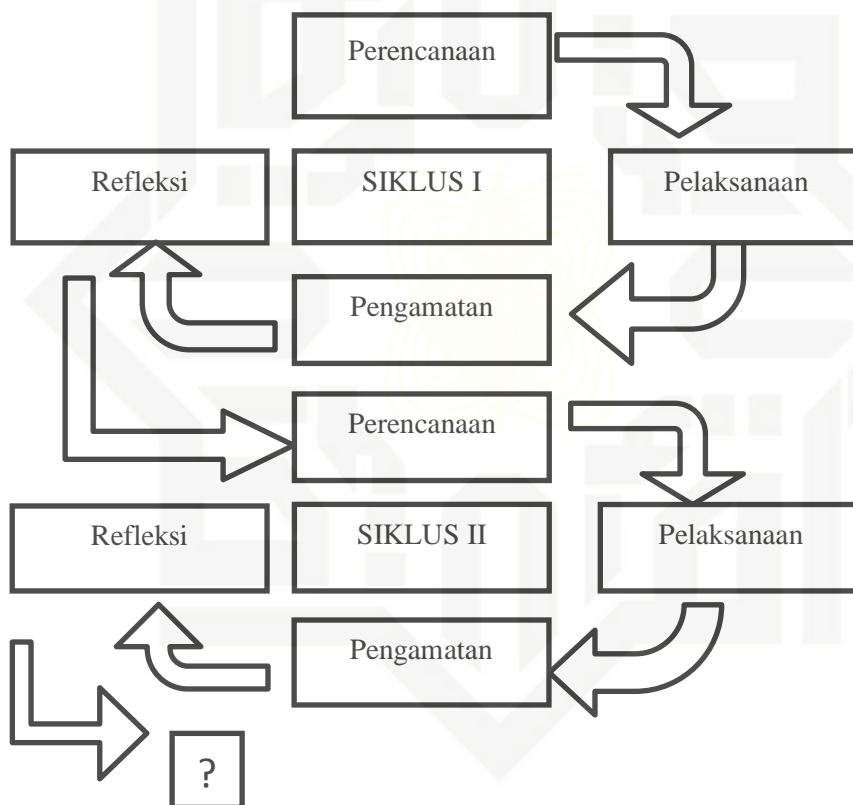 Perencanaan
Refleksi
SIKLUS I
Pelaksanaan
Pengamatan
Perencanaan
Refleksi
SIKLUS II
Pelaksanaan
Pengamatan
?